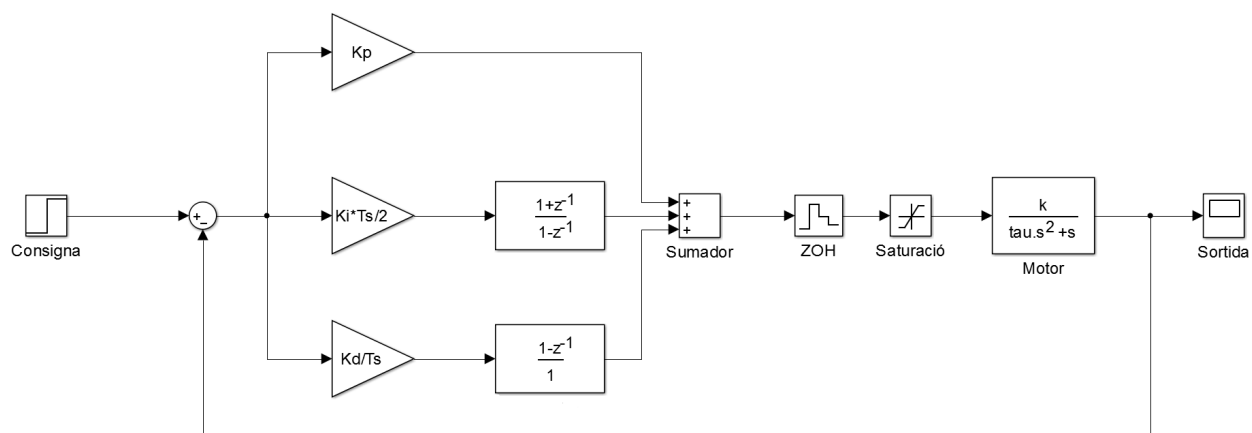 Kp
Consigna
+
−
Ki*Ts/2
1+z-1
1-z-1
+
+
+
Sumador
ZOH
Saturació
k
tau.s2 +s
Motor
Sortida
Kd/Ts
1-z-1
1